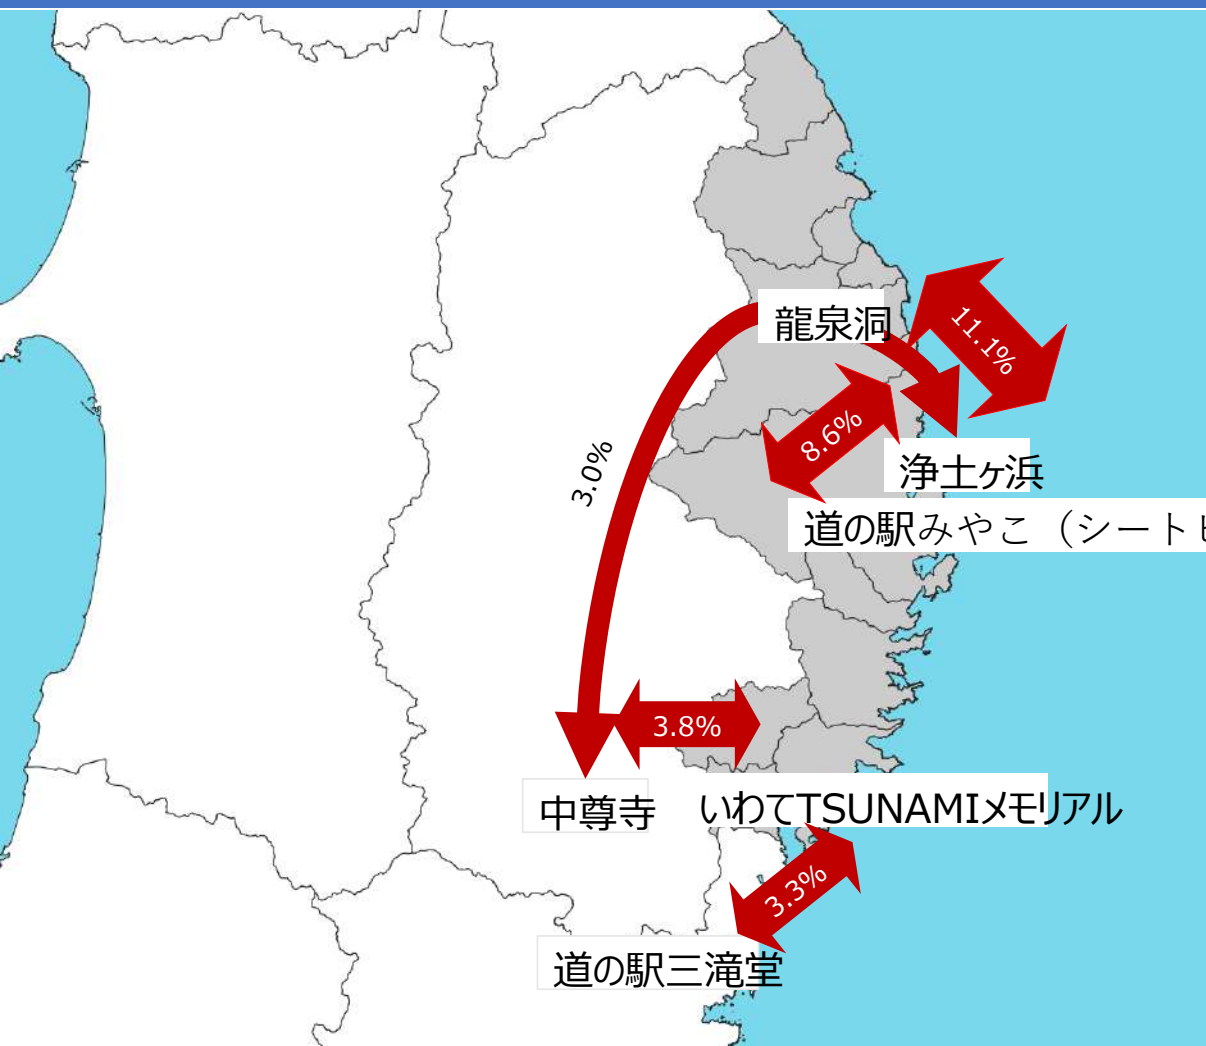 龍泉洞
11.1%
8.6%
3.0%
浄土ヶ浜
道の駅みやこ（シートピ
3.8%
中尊寺
いわてTSUNAMIメモリアル
3.3%
道の駅三滝堂